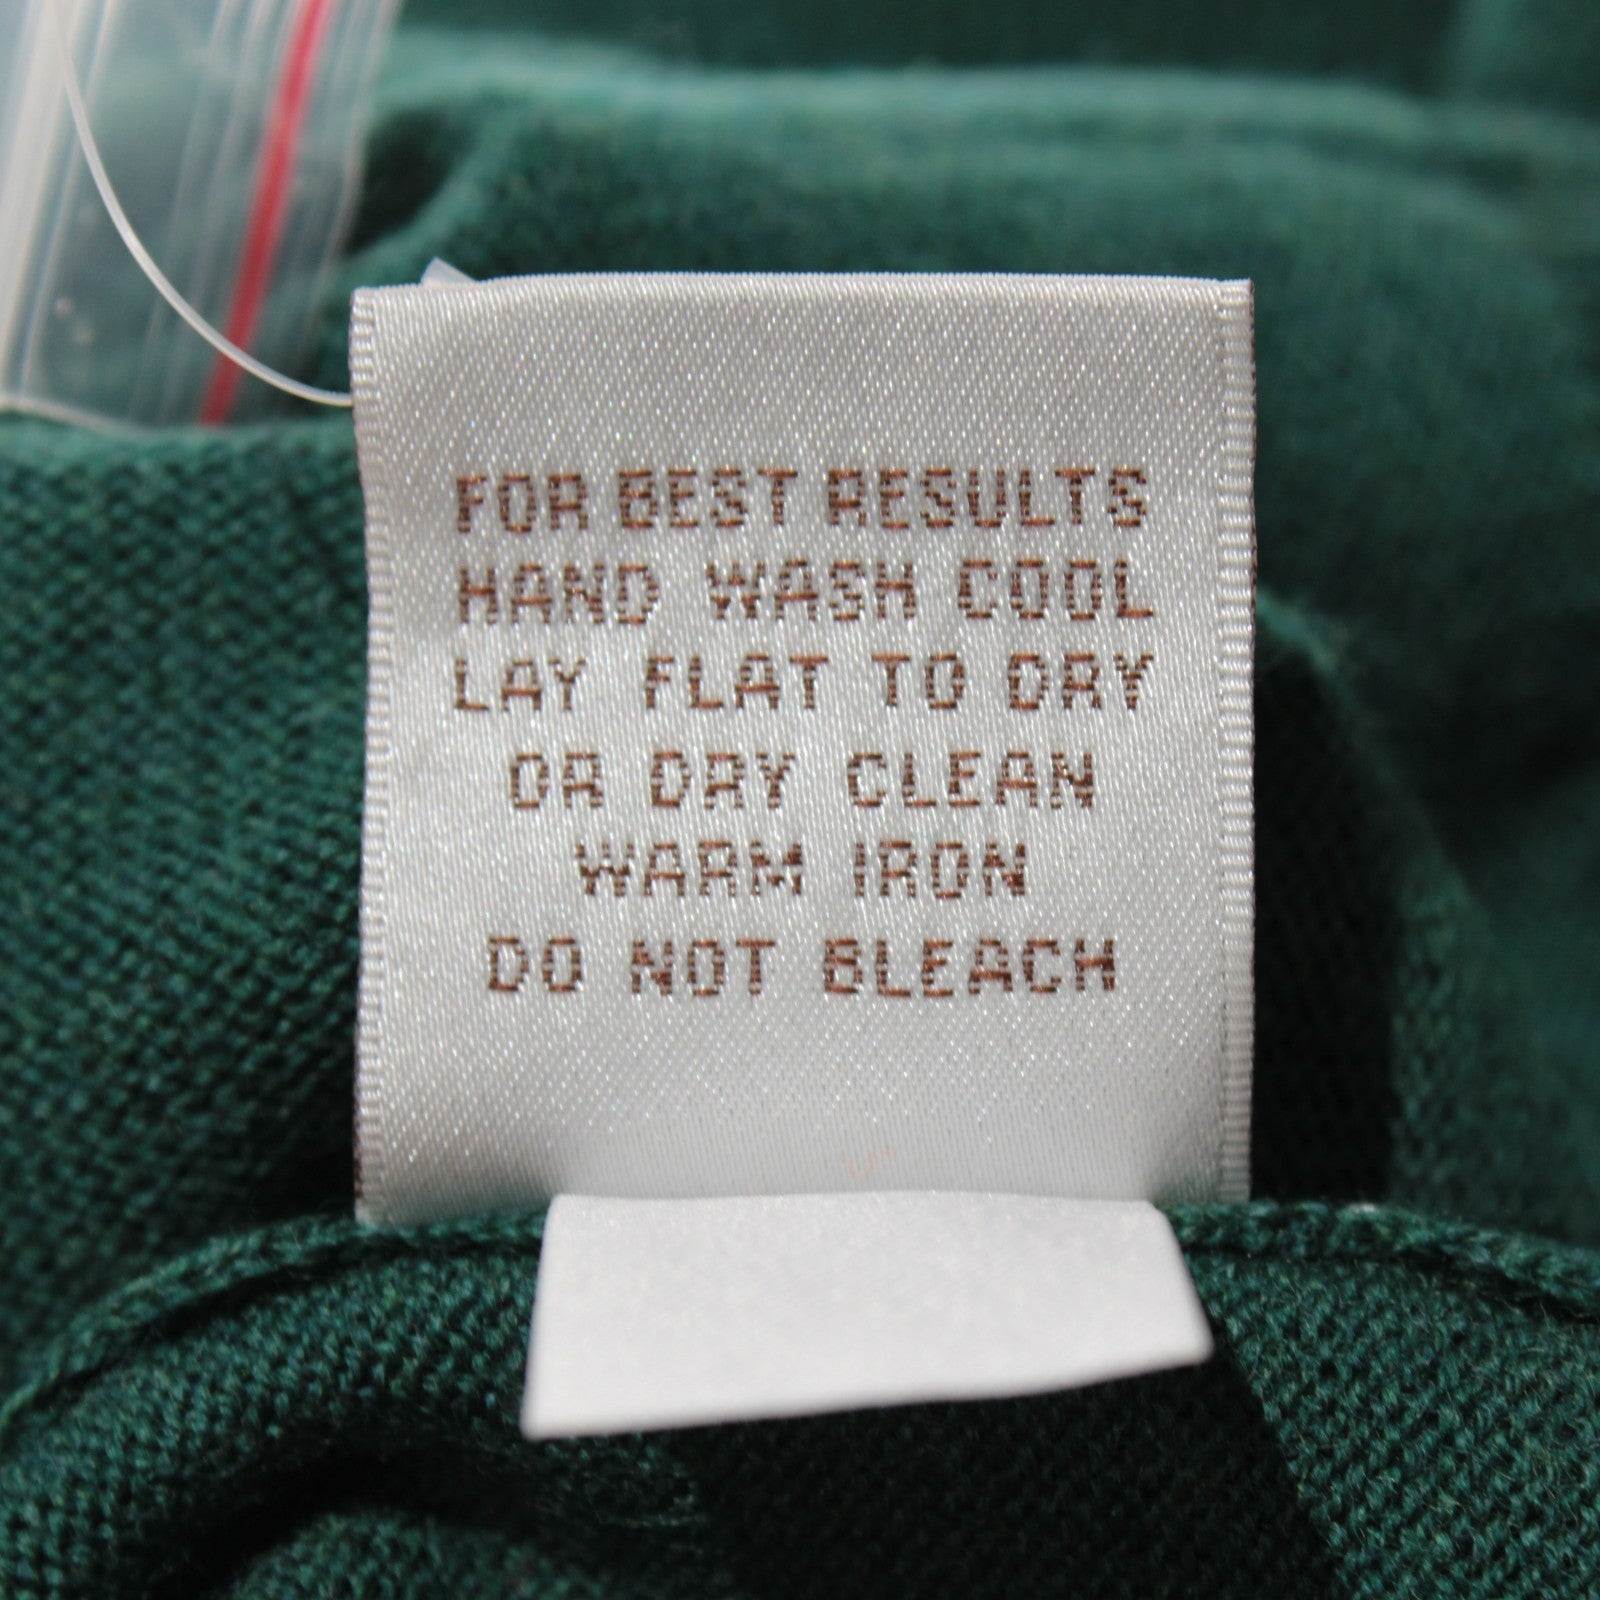 FOR BEST RESULTS
HAND WASH COOL
LAY FLAT TO DRY
OR DRY CLEAN
WARM IRON
DO NOT BLEACH